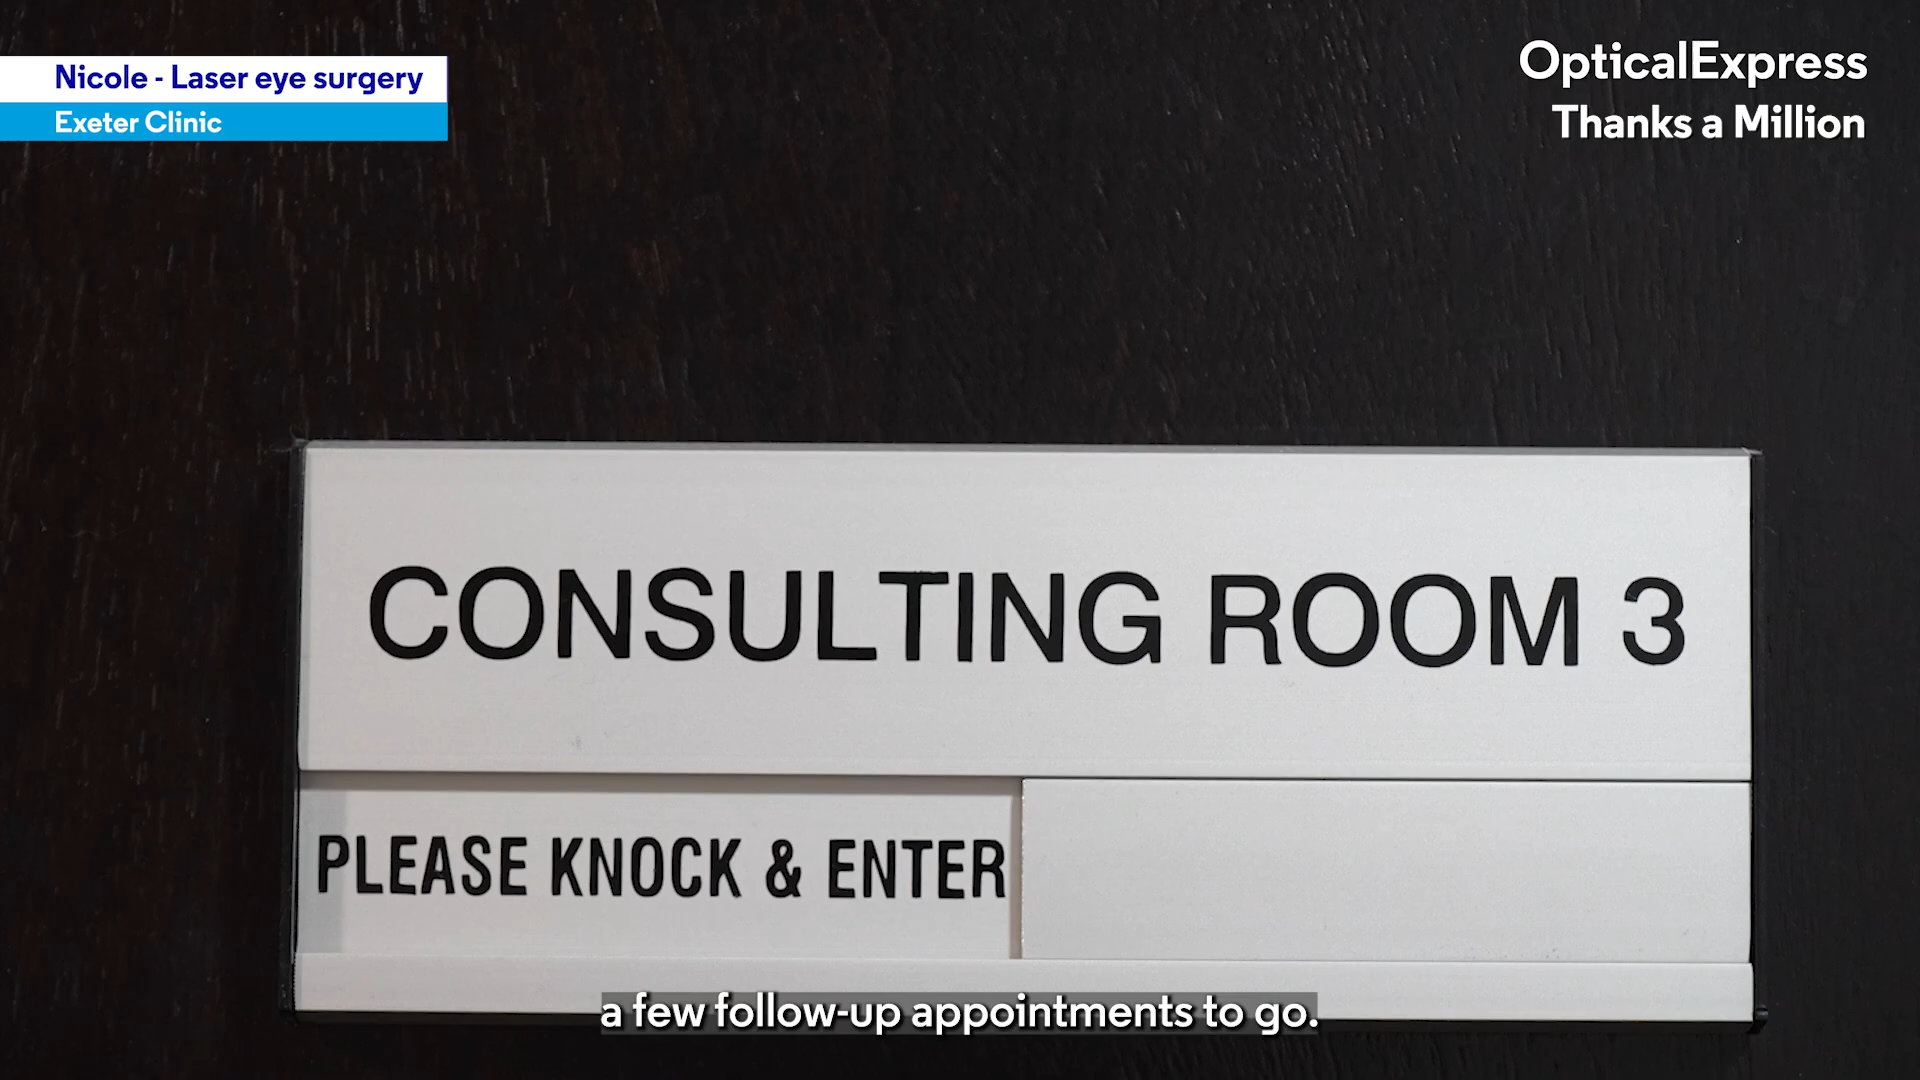 Nicole - Laser eye surgery
Exeter Clinic
OpticalExpress
Thanks a Million
CONSULTING ROOM 3
PLEASE KNOCK & ENTER
a few follow-up appointments to go.